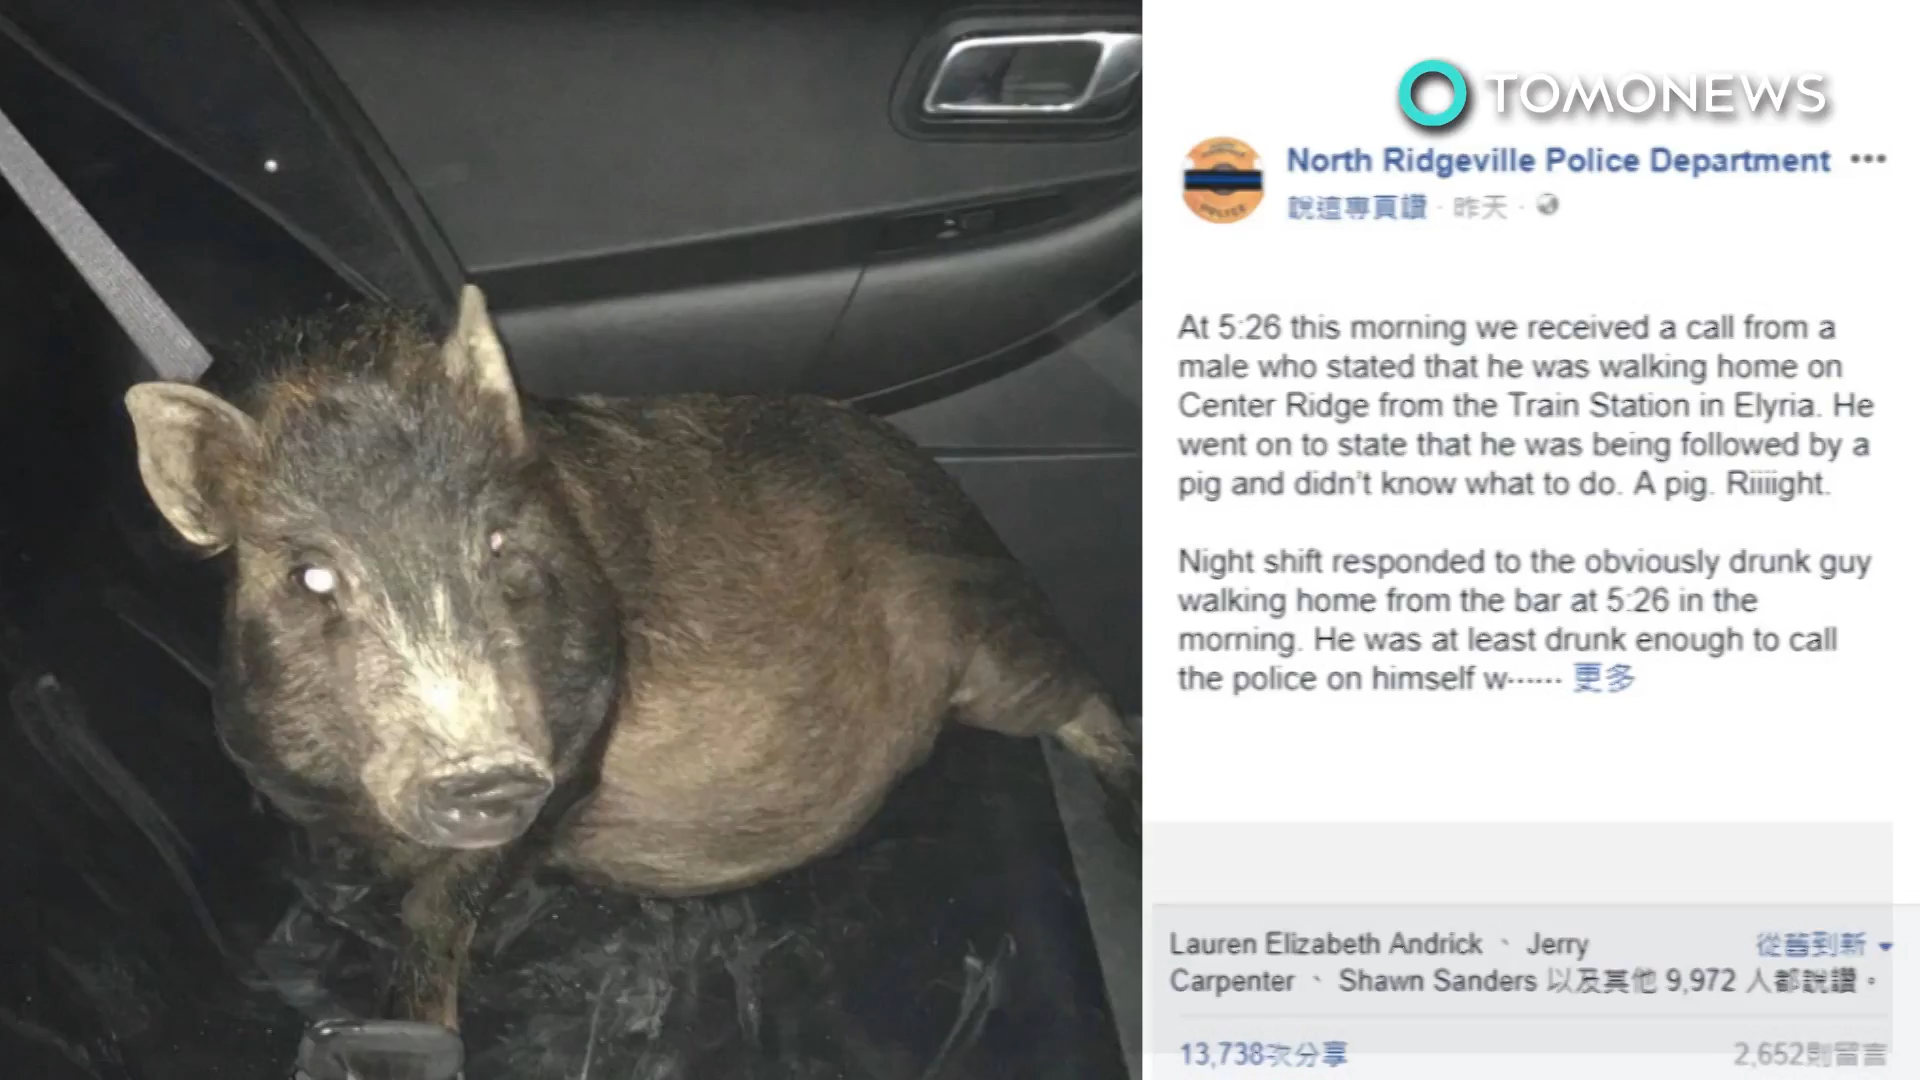 TOMONEWS
North Ridgeville Police Department
說這專頁讚 · 昨天 ·
At 5:26 this morning we received a call from a
male who stated that he was walking home on
Center Ridge from the Train Station in Elyria. He
went on to state that he was being followed by a
pig and didn't know what to do. A pig. Riiiiight.
Night shift responded to the obviously drunk guy
walking home from the bar at 5:26 in the
morning. He was at least drunk enough to call
the police on himself w······ 更多
Lauren Elizabeth Andrick 、 Jerry
從舊到新
Carpenter 、 Shawn Sanders 以及其他 9,972 人都說讚。
13,738次分享
2,652則留言